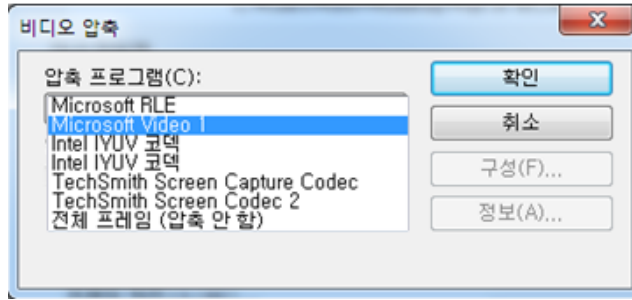 비디오 압축
압축 프로그램(C):
Microsoft RLE
Microsoft Video 1
Intel IYUV 코덱
Intel IYUV 코덱
TechSmith Screen Capture Codec
TechSmith Screen Codec 2
전체 프레임 (압축 안 함)
확인
취소
구성(F)...
정보(A)...